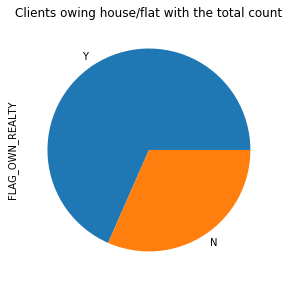 Clients owing house/flat with the total count
Y
FLAG_OWN_REALTY
N